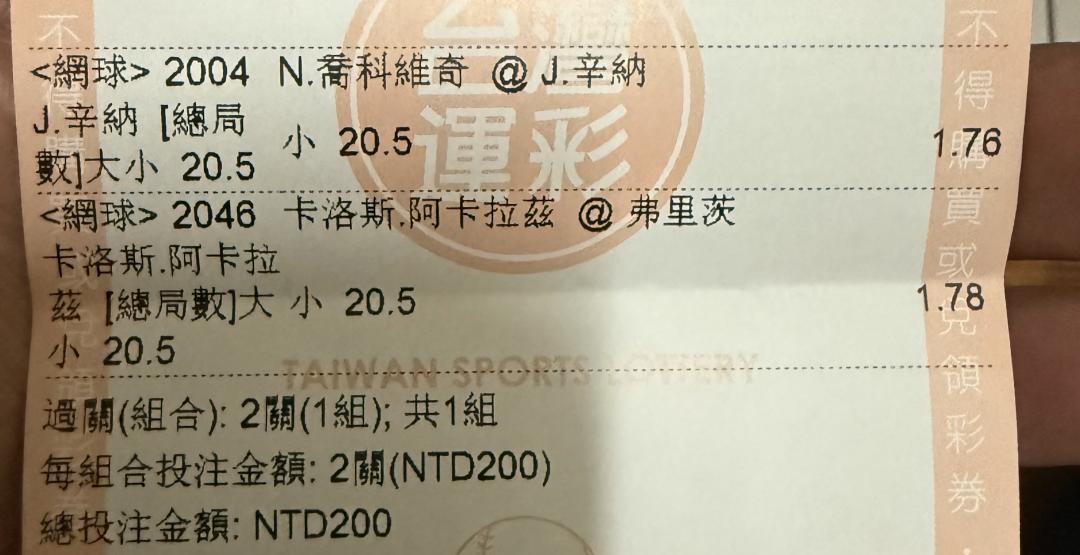 <網球> 2004 N.喬科維奇 @ J.辛納
J.辛納 [總局
數]大小 20.5 小 20.5 1.76
<網球> 2046 卡洛斯.阿卡拉茲 @ 弗里茨
卡洛斯.阿卡拉
茲 [總局數]大 小 20.5 1.78
小 20.5
過關(組合): 2關(1組); 共1組
每組合投注金額: 2關(NTD200)
總投注金額: NTD200
台灣
運彩
TAIWAN SPORTS LOTTERY
不得購買或兌領彩券